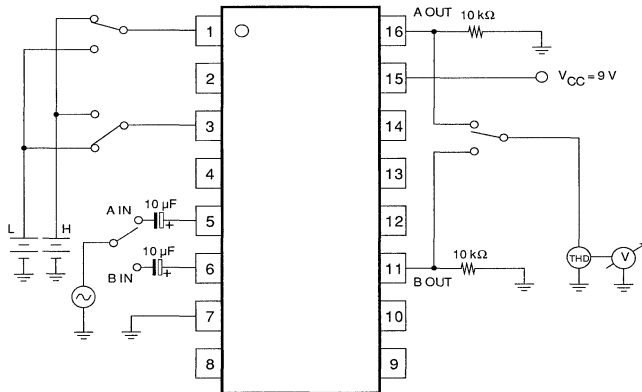 A OUT
10 kΩ
1
16
2
15
VCC = 9 V
3
14
4
13
L
H
A IN
10 µF
+
5
12
10 µF
+
B IN
6
11
10 kΩ
B OUT
THD
V
7
10
8
9